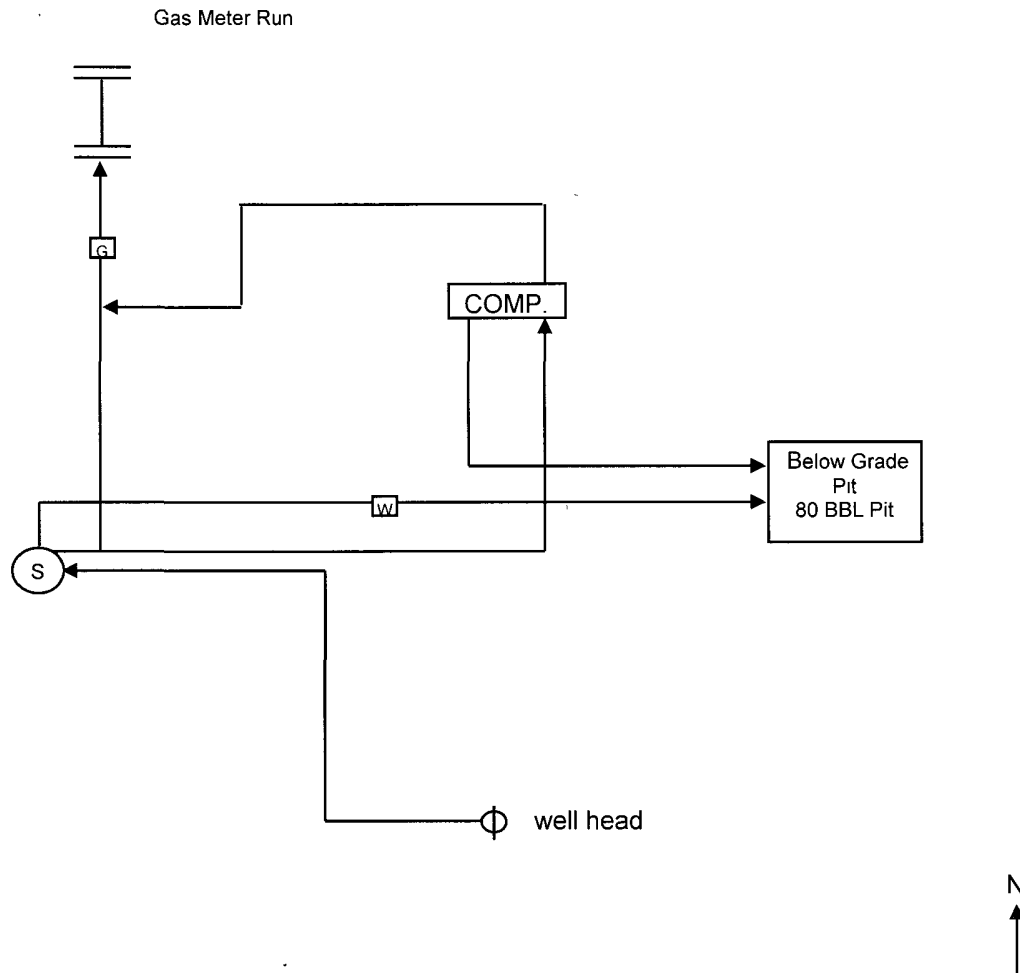 Gas Meter Run
G
COMP.
Below Grade
Pit
80 BBL Pit
W
S
well head
N